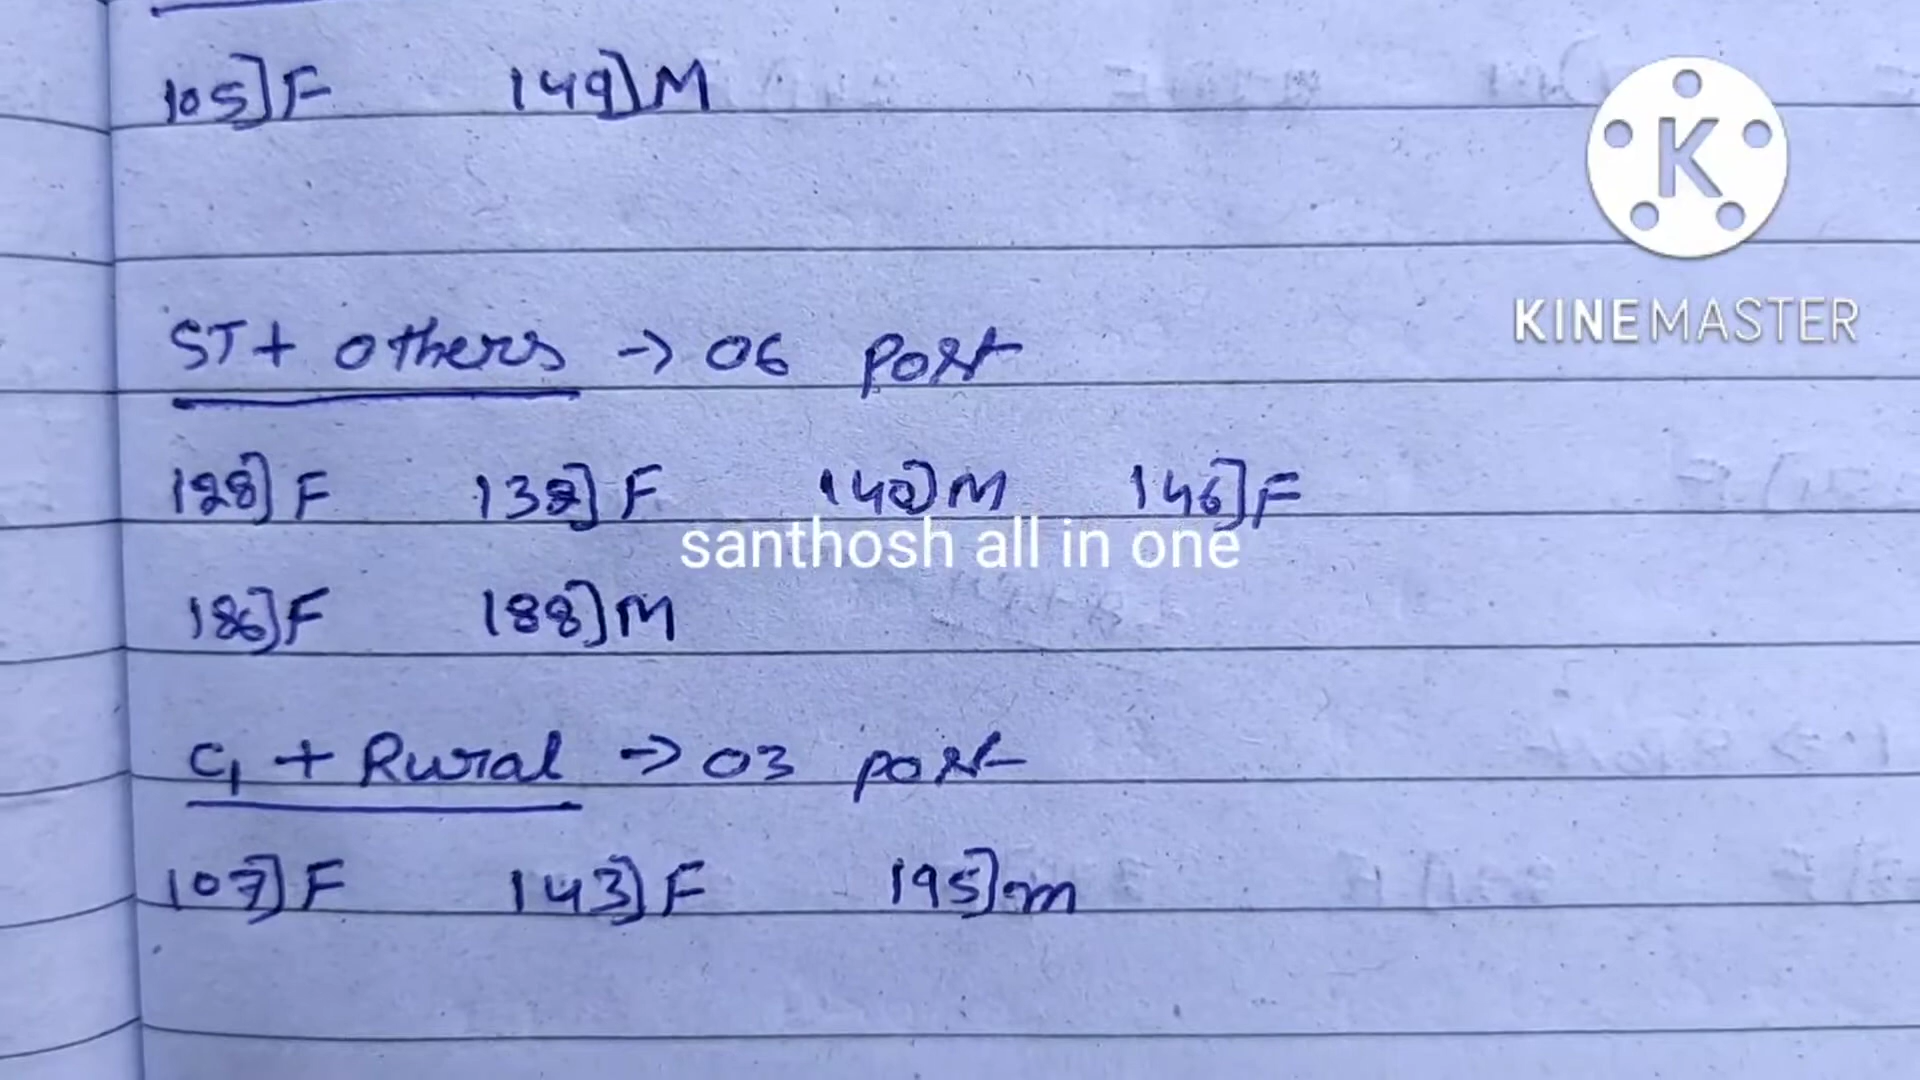 105]F 149]M
K
KINEMASTER
ST + Others → 06 post
128]F 132]F 140]M 146]F
santhosh all in one
186]F 188]M
C1 + Rural → 03 post
107]F 143]F 195]m